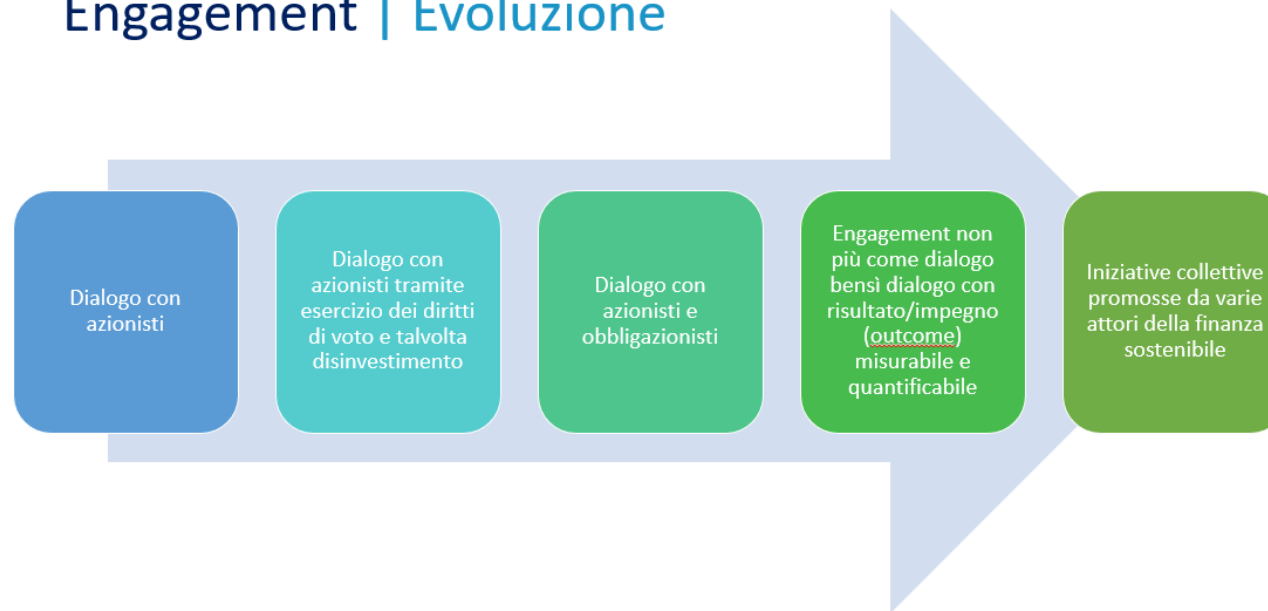 Engagement | Evoluzione
Dialogo con
azionisti
Dialogo con
azionisti tramite
esercizio dei diritti
di voto e talvolta
disinvestimento
Dialogo con
azionisti e
obbligazionisti
Engagement non
più come dialogo
bensì dialogo con
risultato/impegno
(outcome)
misurabile e
quantificabile
Iniziative collettive
promosse da varie
attori della finanza
sostenibile